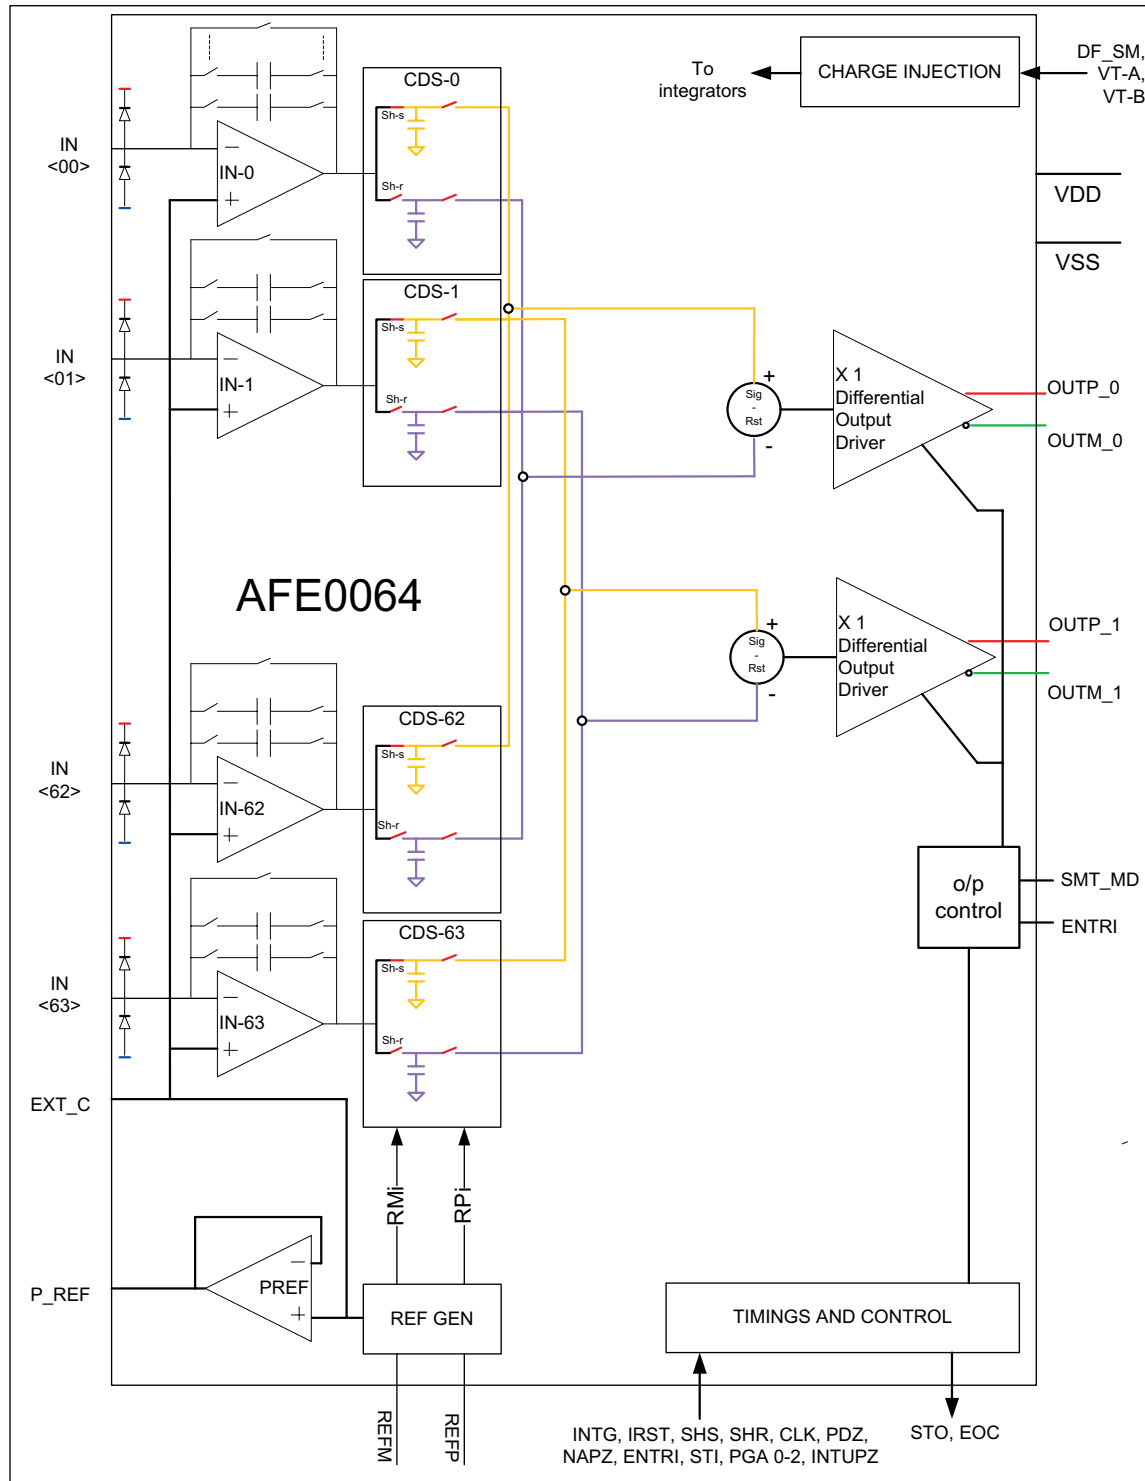 CDS-0
CHARGE INJECTION
To
integrators
DF_SM,
VT-A,
VT-B
IN
<00>
IN-0
−
+
Sh-s
Sh-r
VDD
VSS
CDS-1
IN
<01>
IN-1
−
+
Sh-s
Sh-r
+
Sig
-
Rst
-
X 1
Differential
Output
Driver
OUTP_0
OUTM_0
AFE0064
+
Sig
-
Rst
-
X 1
Differential
Output
Driver
OUTP_1
OUTM_1
CDS-62
IN
<62>
IN-62
−
+
Sh-s
Sh-r
o/p
control
SMT_MD
ENTRI
CDS-63
IN
<63>
IN-63
−
+
Sh-s
Sh-r
EXT_C
RMi
RPi
P_REF
PREF
−
+
REF GEN
TIMINGS AND CONTROL
REFM
REFP
INTG, IRST, SHS, SHR, CLK, PDZ,
NAPZ, ENTRI, STI, PGA 0-2, INTUPZ
STO, EOC